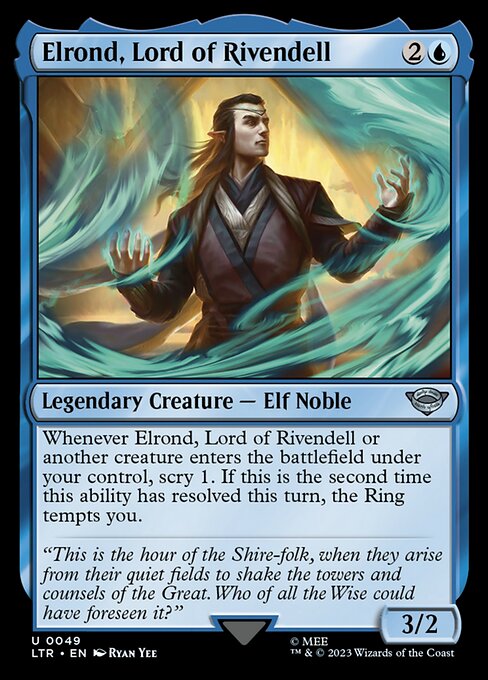 Elrond, Lord of Rivendell 2
Legendary Creature — Elf Noble
Whenever Elrond, Lord of Rivendell or
another creature enters the battlefield under
your control, scry 1. If this is the second time
this ability has resolved this turn, the Ring
tempts you.
“This is the hour of the Shire-folk, when they arise
from their quiet fields to shake the towers and
counsels of the Great. Who of all the Wise could
have foreseen it?”
3/2
U 0049
LTR • EN Ryan Yee
© MEE
™ & © 2023 Wizards of the Coast